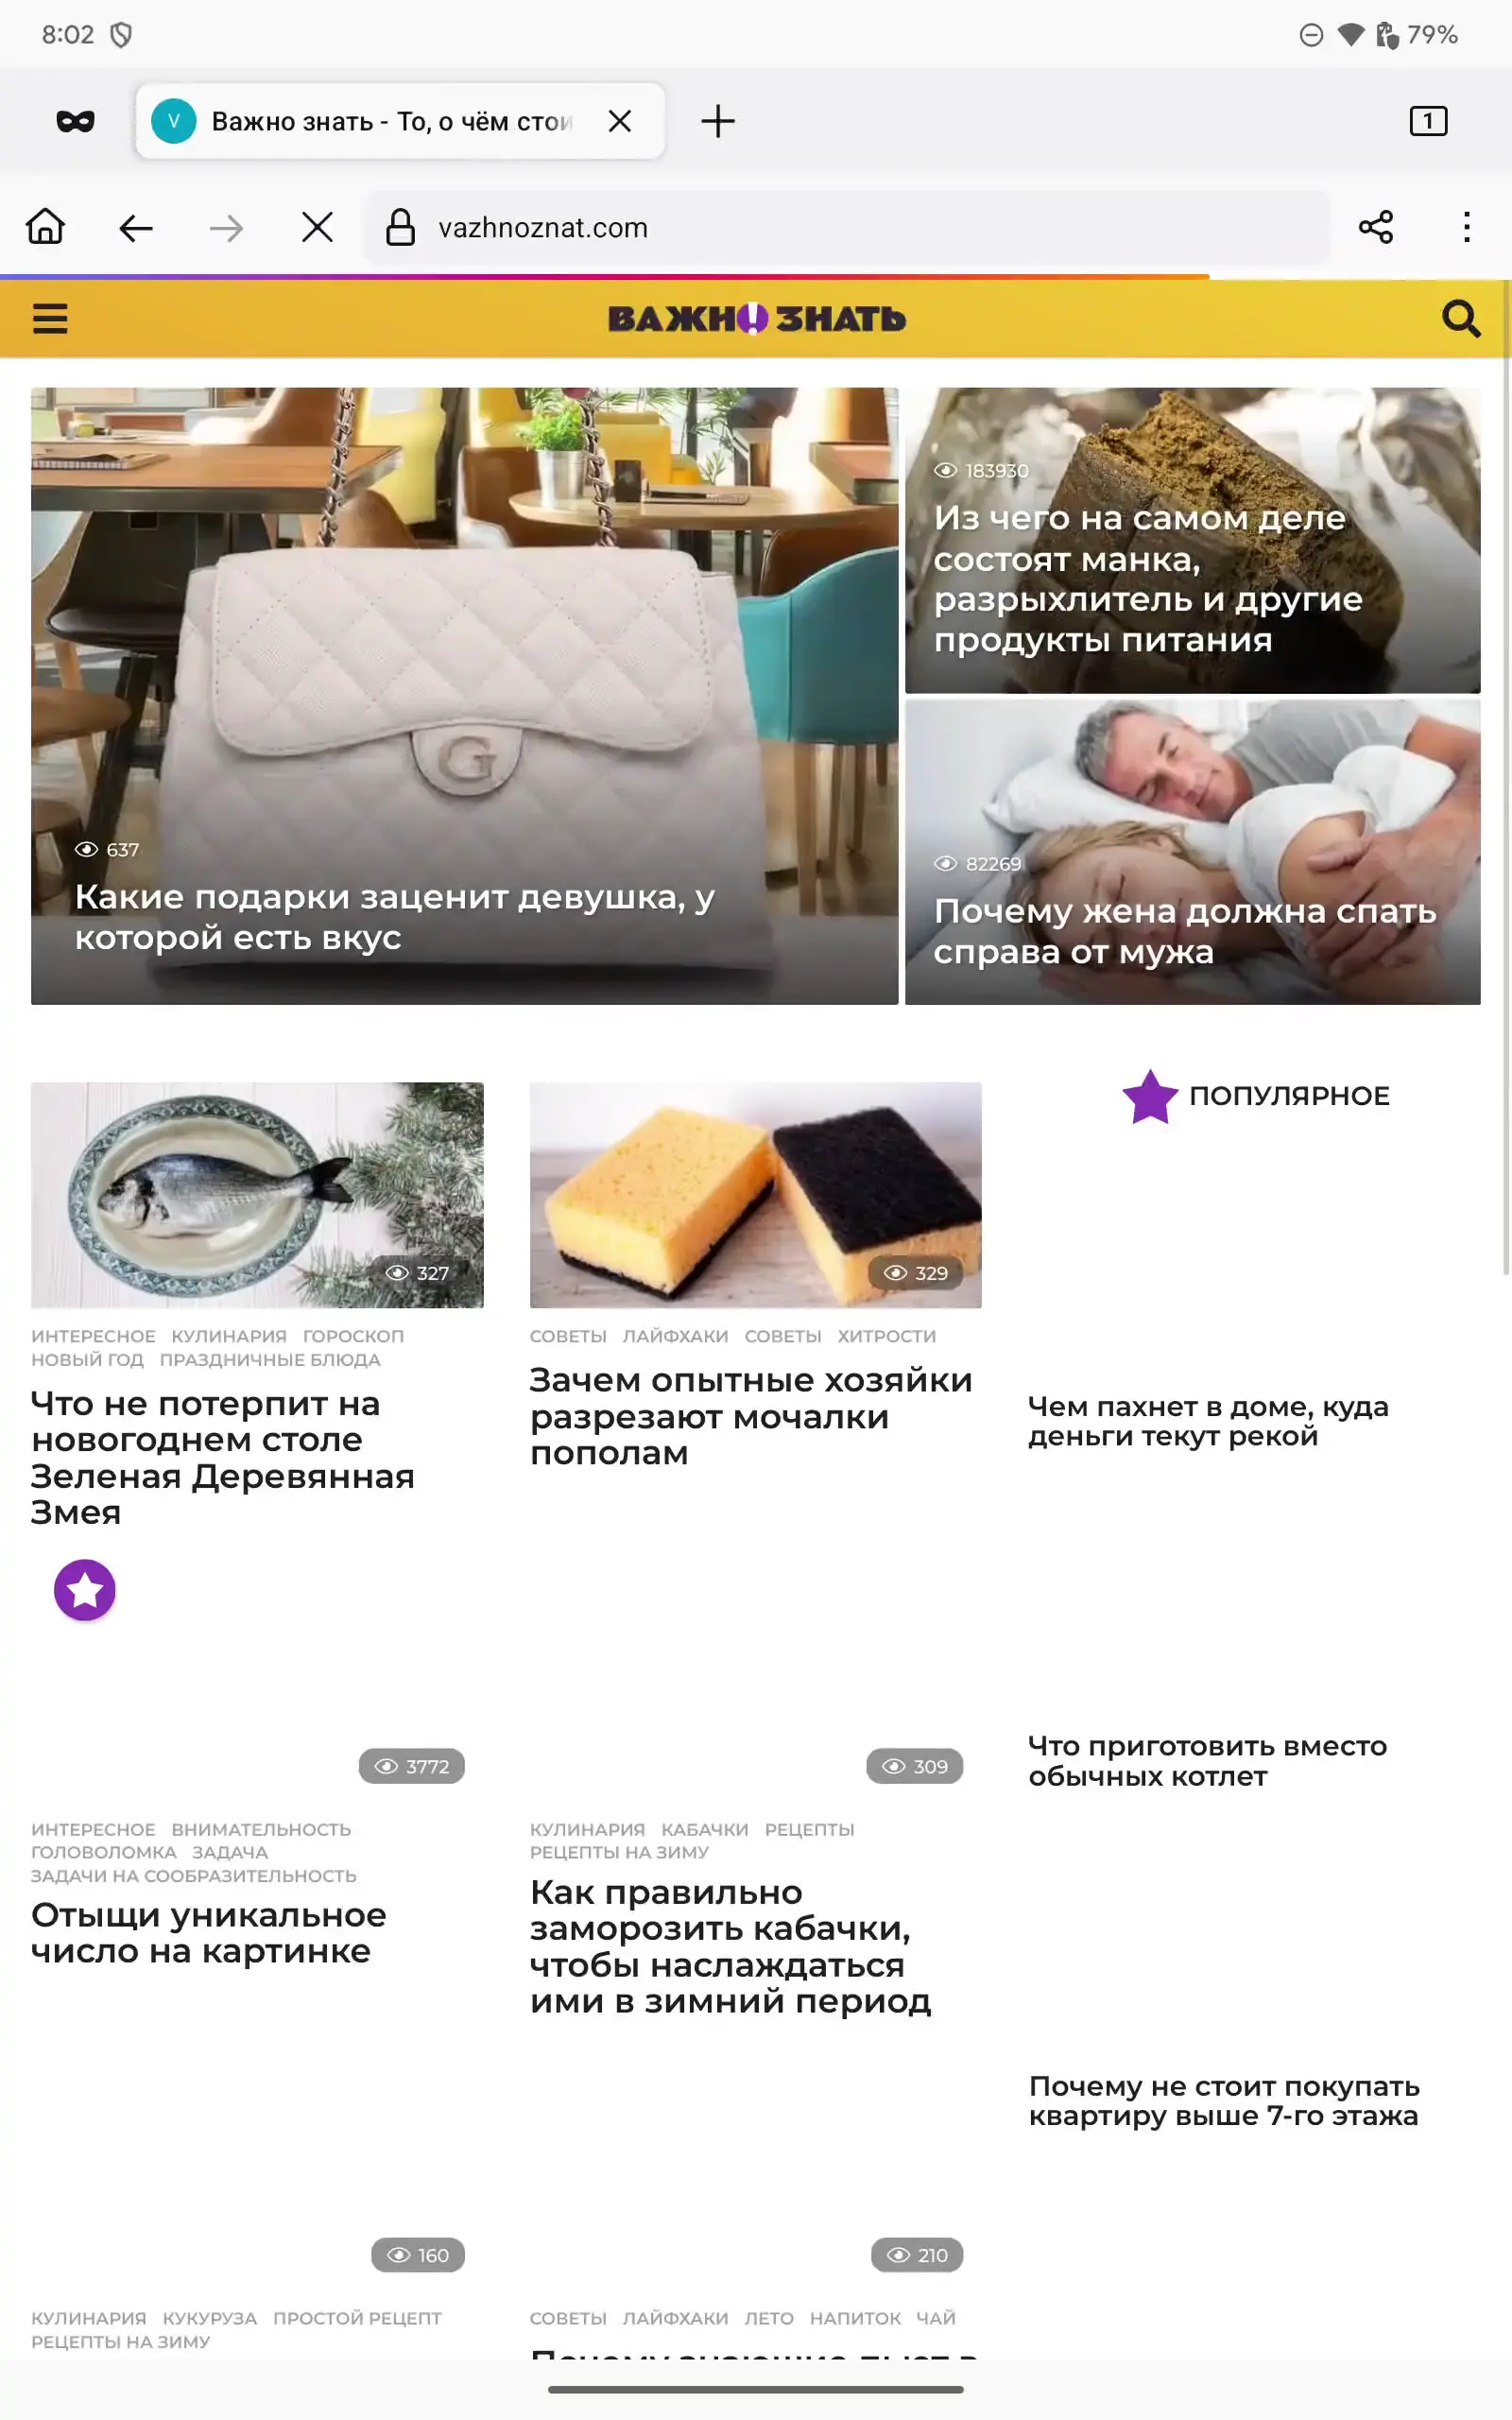 8:02
79%
V
Важно знать - То, о чём стои
1
vazhnoznat.com
ВАЖН! ЗНАТЬ
637
Какие подарки заценит девушка, у
которой есть вкус
G
183930
Из чего на самом деле
состоят манка,
разрыхлитель и другие
продукты питания
82269
Почему жена должна спать
справа от мужа
327
ИНТЕРЕСНОЕ КУЛИНАРИЯ ГОРОСКОП
НОВЫЙ ГОД ПРАЗДНИЧНЫЕ БЛЮДА
Что не потерпит на
новогоднем столе
Зеленая Деревянная
Змея
329
СОВЕТЫ ЛАЙФХАКИ СОВЕТЫ ХИТРОСТИ
Зачем опытные хозяйки
разрезают мочалки
пополам
3772
ИНТЕРЕСНОЕ ВНИМАТЕЛЬНОСТЬ
ГОЛОВОЛОМКА ЗАДАЧА
ЗАДАЧИ НА СООБРАЗИТЕЛЬНОСТЬ
Отыщи уникальное
число на картинке
309
КУЛИНАРИЯ КАБАЧКИ РЕЦЕПТЫ
РЕЦЕПТЫ НА ЗИМУ
Как правильно
заморозить кабачки,
чтобы наслаждаться
ими в зимний период
160
КУЛИНАРИЯ КУКУРУЗА ПРОСТОЙ РЕЦЕПТ
РЕЦЕПТЫ НА ЗИМУ
210
СОВЕТЫ ЛАЙФХАКИ ЛЕТО НАПИТОК ЧАЙ
ПОПУЛЯРНОЕ
Чем пахнет в доме, куда
деньги текут рекой
Что приготовить вместо
обычных котлет
Почему не стоит покупать
квартиру выше 7-го этажа